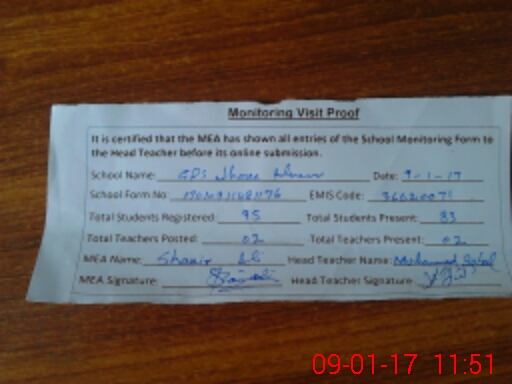 Monitoring Visit Proof
It is certified that the MEA has shown all entries of the School Monitoring Form to
the Head Teacher before its online submission.
School Name: GPS Date: 9-1-17
School Form No: EMIS Code:
Total Students Registered: 95 Total Students Present: 83
Total Teachers Posted: 02 Total Teachers Present: 02
MEA Name: Shamir Ali Head Teacher Name: Mohammad Iqbal
MEA Signature: Head Teacher Signature:
09-01-17 11:51